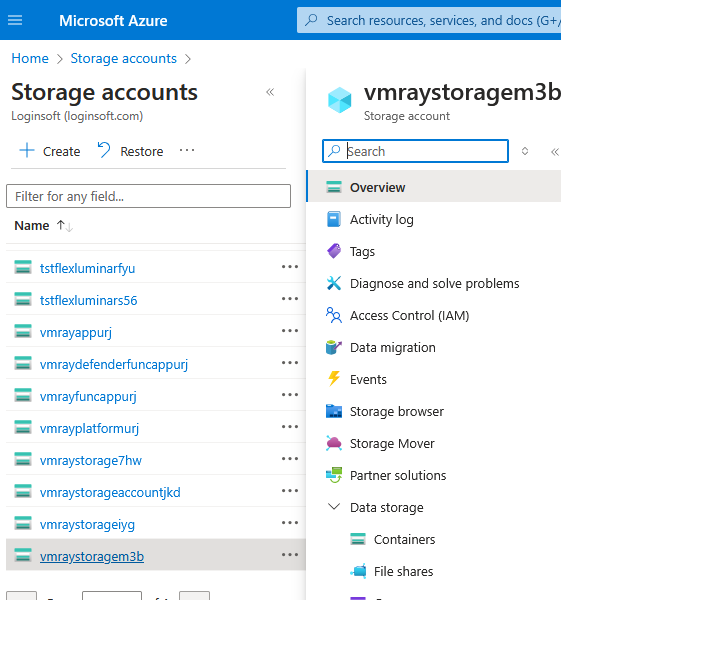 Microsoft Azure
Search resources, services, and docs (G+/
Home > Storage accounts >
Storage accounts
Loginsoft (loginsoft.com)
+ Create Restore ...
Filter for any field...
Name ↑↓
tstflexluminarfyu
tstflexluminars56
vmrayappurj
vmraydefenderfuncappurj
vmrayfuncappurj
vmrayplatformurj
vmraystorage7hw
vmraystorageaccountjkd
vmraystorageiyg
vmraystoragem3b
vmraystoragem3b
Storage account
Search
Overview
Activity log
Tags
Diagnose and solve problems
Access Control (IAM)
Data migration
Events
Storage browser
Storage Mover
Partner solutions
Data storage
Containers
File shares